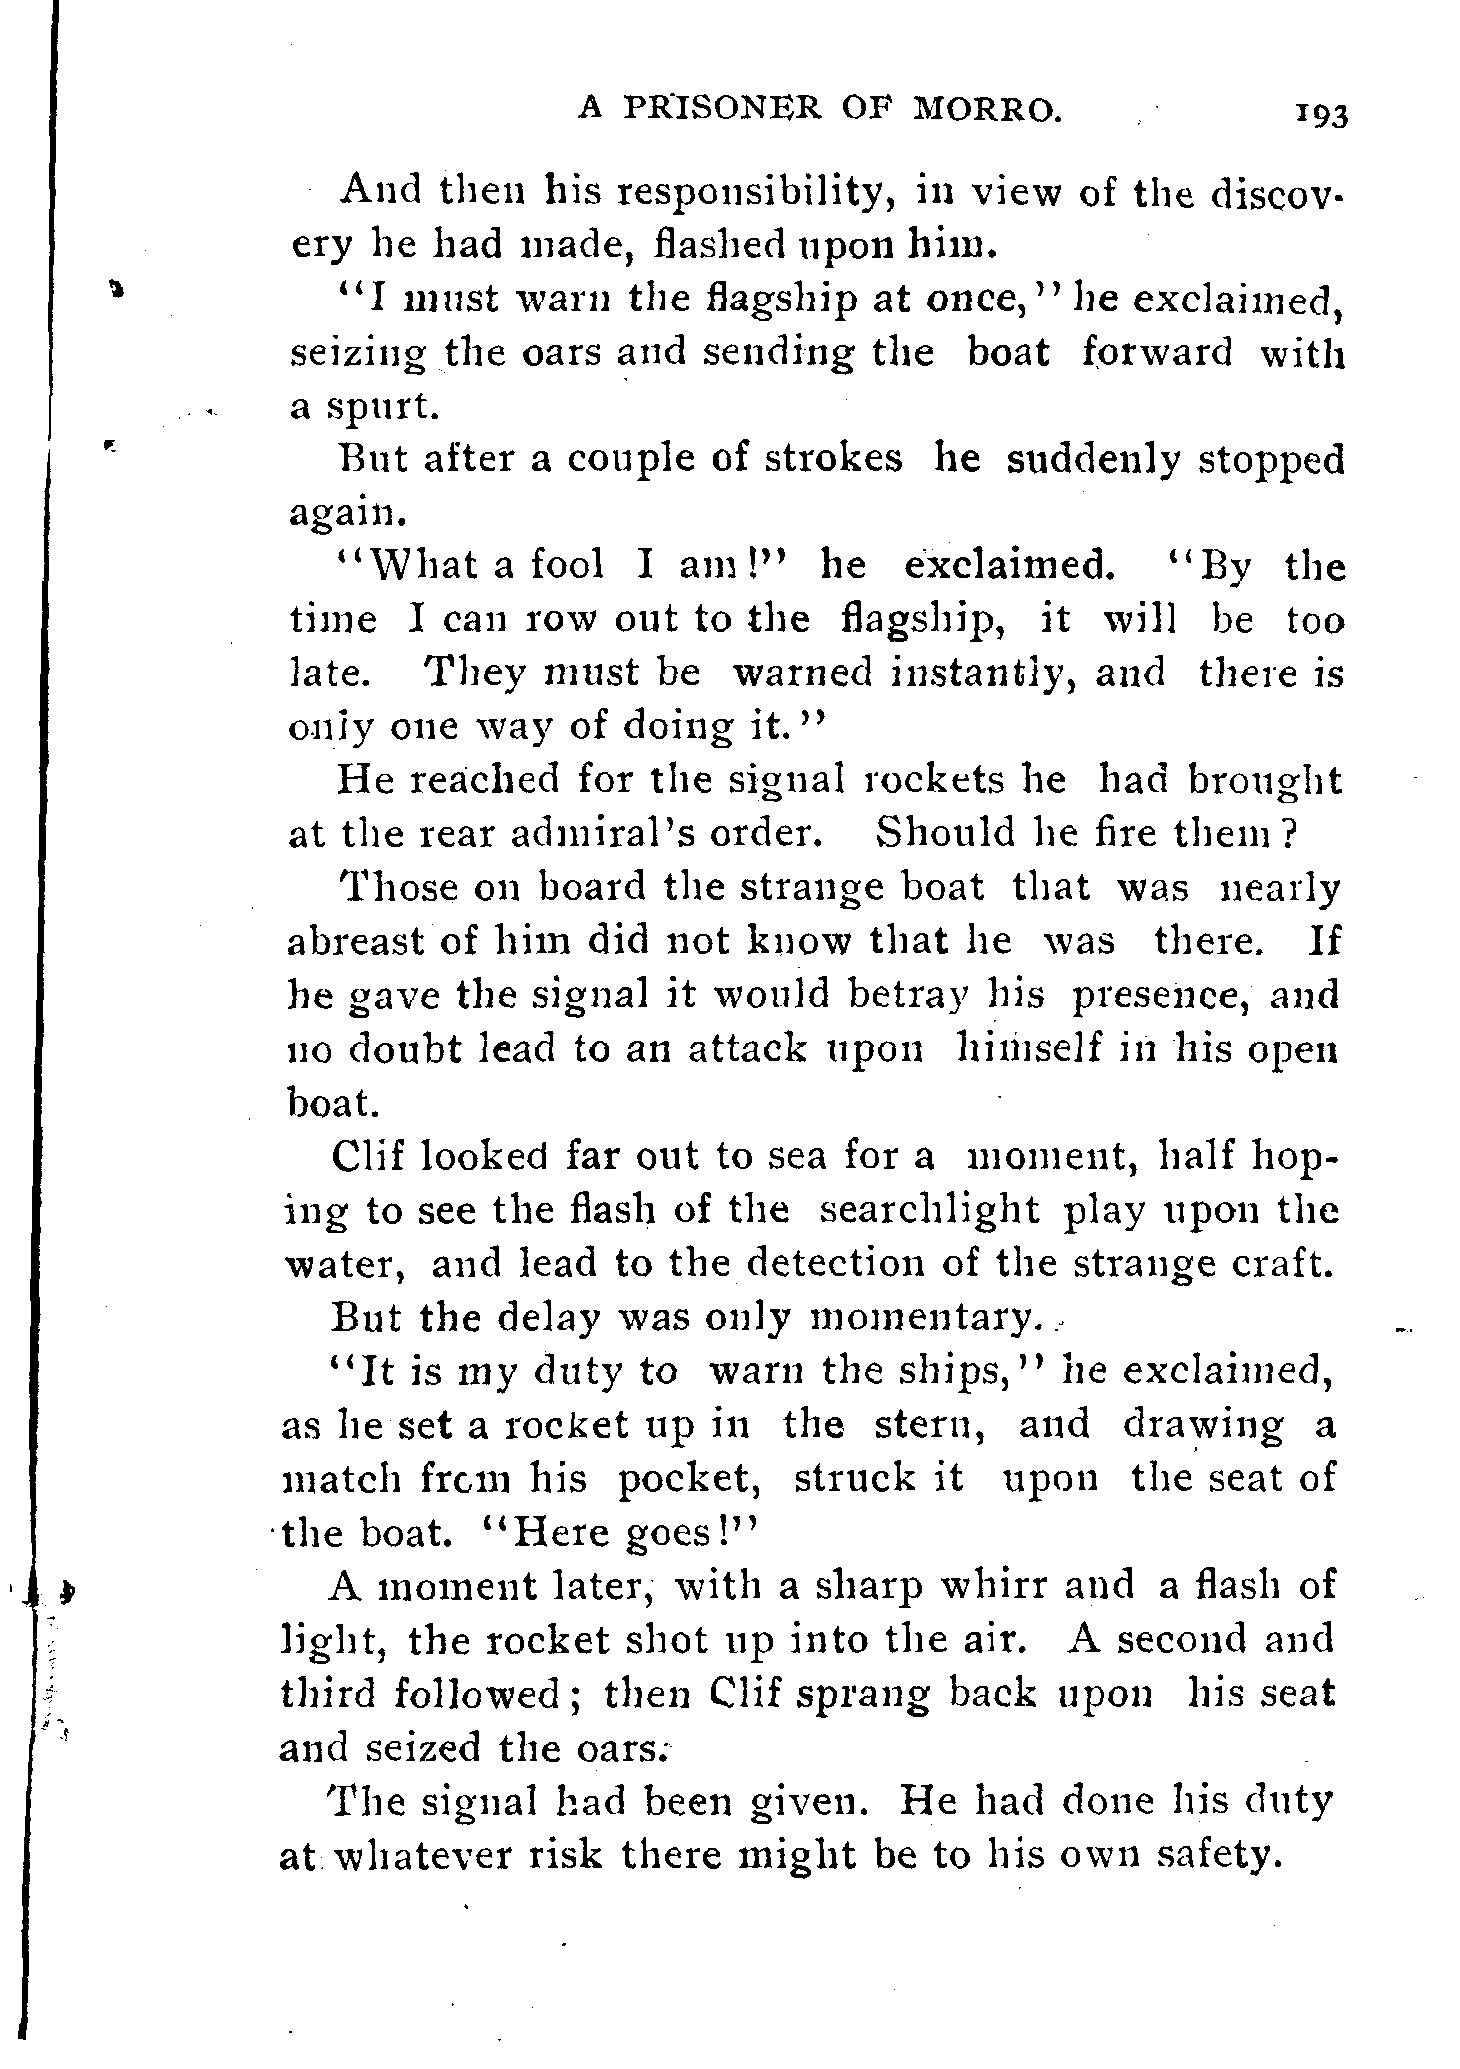 A PRISONER OF MORRO. 193
And then his responsibility, in view of the discov-
ery he had made, flashed upon him.
"I must warn the flagship at once," he exclaimed,
seizing the oars and sending the boat forward with
a spurt.
But after a couple of strokes he suddenly stopped
again.
"What a fool I am!" he exclaimed. "By the
time I can row out to the flagship, it will be too
late. They must be warned instantly, and there is
only one way of doing it."
He reached for the signal rockets he had brought
at the rear admiral's order. Should he fire them?
Those on board the strange boat that was nearly
abreast of him did not know that he was there. If
he gave the signal it would betray his presence, and
no doubt lead to an attack upon himself in his open
boat.
Clif looked far out to sea for a moment, half hop-
ing to see the flash of the searchlight play upon the
water, and lead to the detection of the strange craft.
But the delay was only momentary.
"It is my duty to warn the ships," he exclaimed,
as he set a rocket up in the stern, and drawing a
match from his pocket, struck it upon the seat of
the boat. "Here goes!"
A moment later, with a sharp whirr and a flash of
light, the rocket shot up into the air. A second and
third followed; then Clif sprang back upon his seat
and seized the oars.
The signal had been given. He had done his duty
at whatever risk there might be to his own safety.